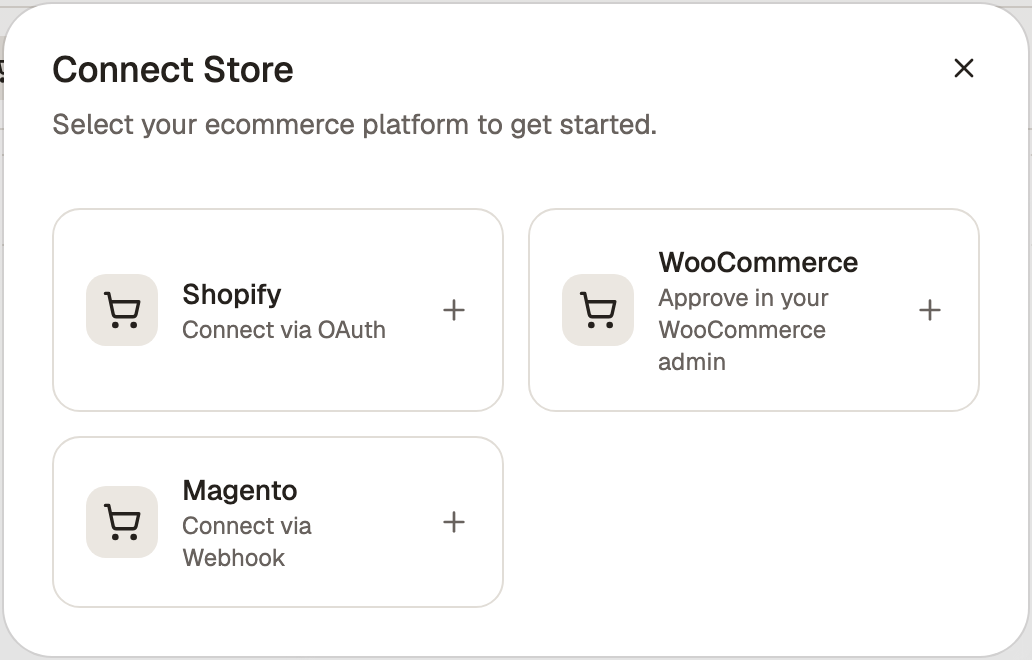 Connect Store
Select your ecommerce platform to get started.
Shopify
Connect via OAuth
WooCommerce
Approve in your
WooCommerce
admin
Magento
Connect via
Webhook